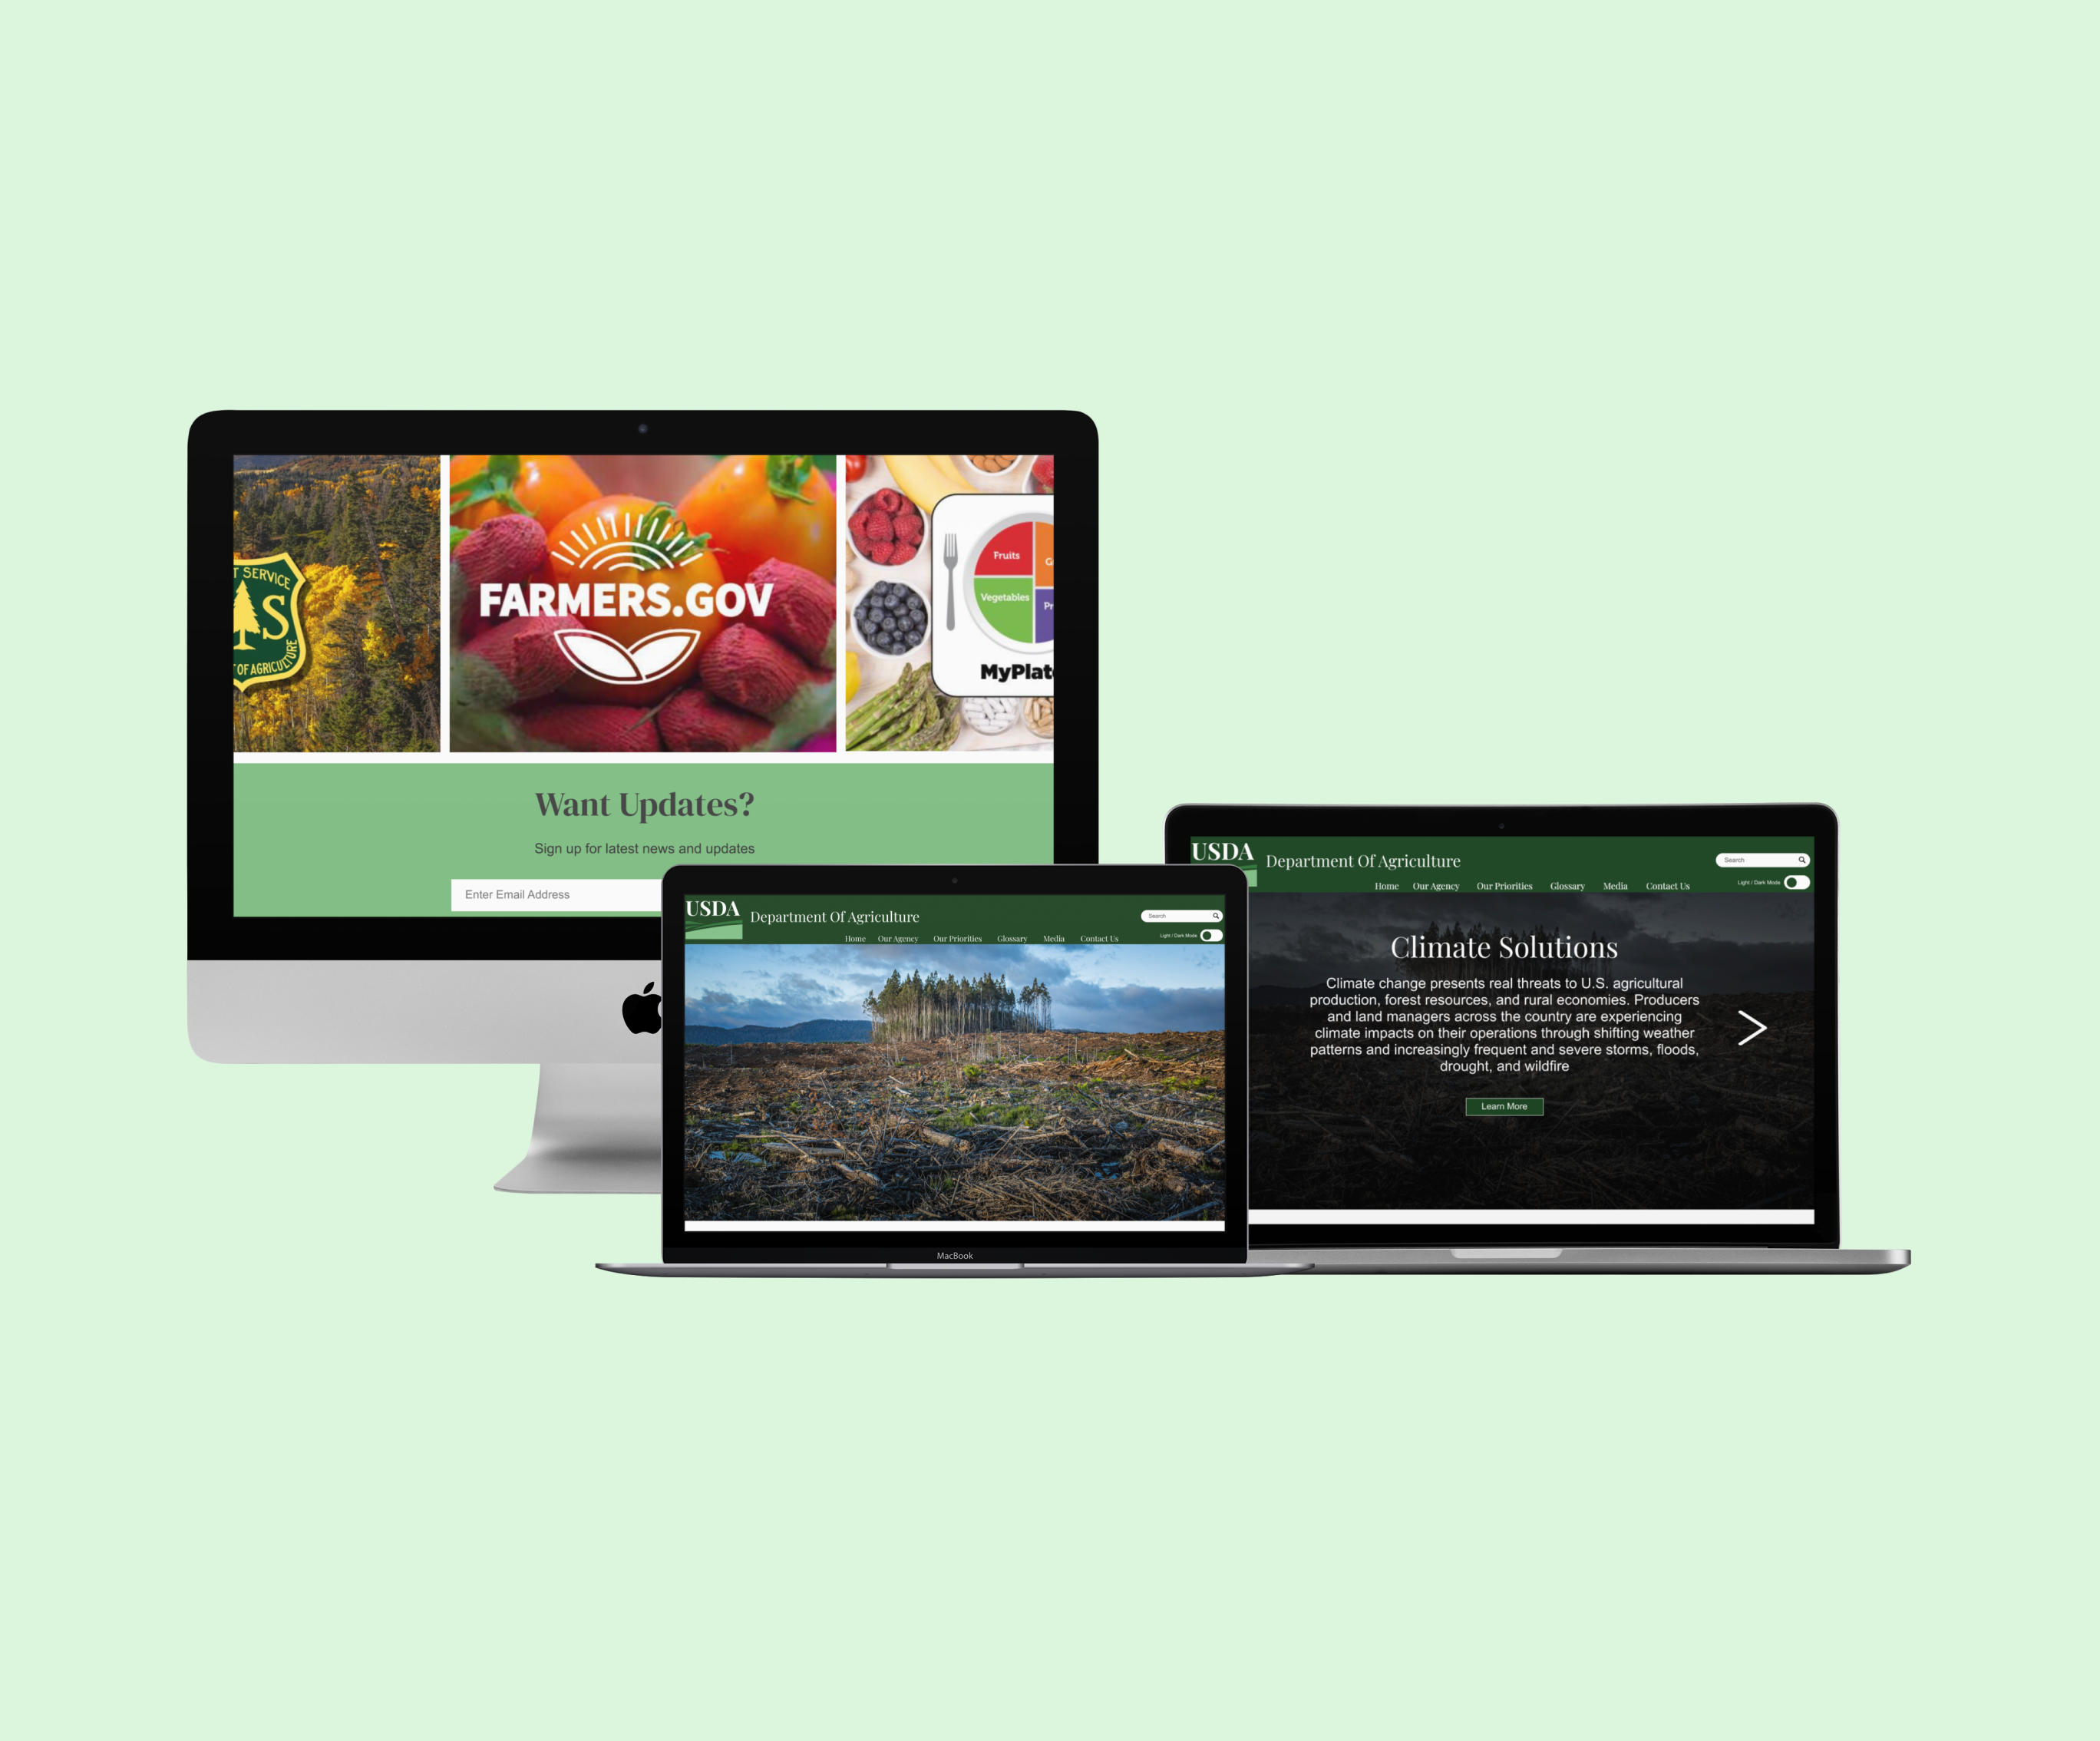 T SERVICE
S
OF AGRICULTURE
FARMERS.GOV
Fruits
G
Vegetables
Pr
MyPlat
Want Updates?
Sign up for latest news and updates
Enter Email Address
USDA
Department Of Agriculture
Search
Home Our Agency Our Priorities Glossary Media Contact Us
Light / Dark Mode
MacBook
USDA
Department Of Agriculture
Search
Home Our Agency Our Priorities Glossary Media Contact Us
Light / Dark Mode
Climate Solutions
Climate change presents real threats to U.S. agricultural
production, forest resources, and rural economies. Producers
and land managers across the country are experiencing
climate impacts on their operations through shifting weather
patterns and increasingly frequent and severe storms, floods,
drought, and wildfire
Learn More